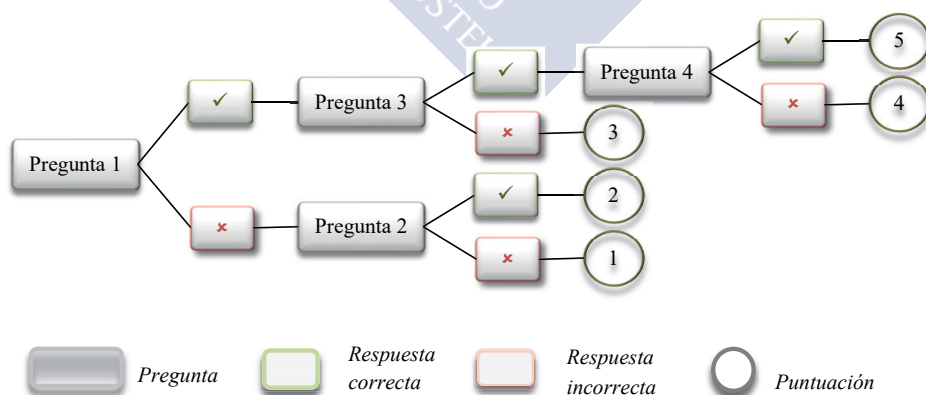 Pregunta 1
Pregunta 3
Pregunta 4
5
4
3
Pregunta 2
2
1
Pregunta
Respuesta
correcta
Respuesta
incorrecta
Puntuación